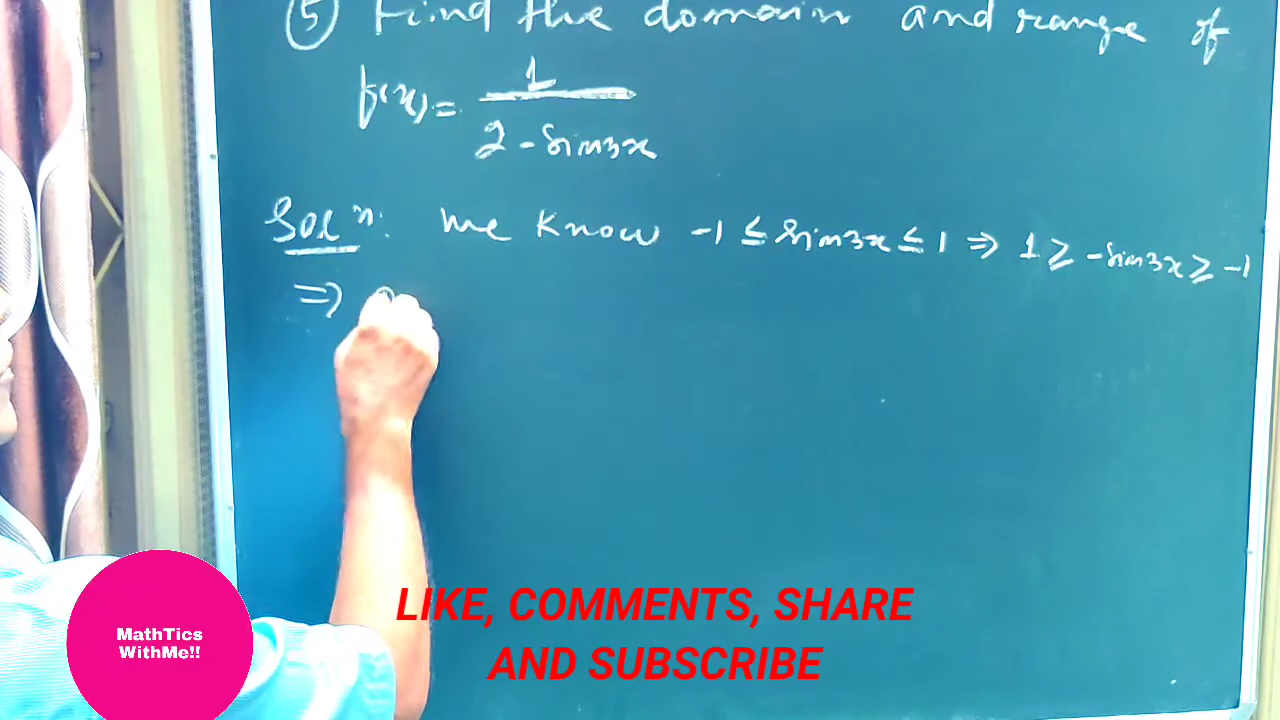 ⑤ Find the domain and range of
f(x) = 1 / (2 - sin3x)
Solⁿ: we know -1 ≤ sin3x ≤ 1 ⇒ 1 ≥ -sin3x ≥ -1
⇒
LIKE, COMMENTS, SHARE
AND SUBSCRIBE
MathTics
WithMe!!